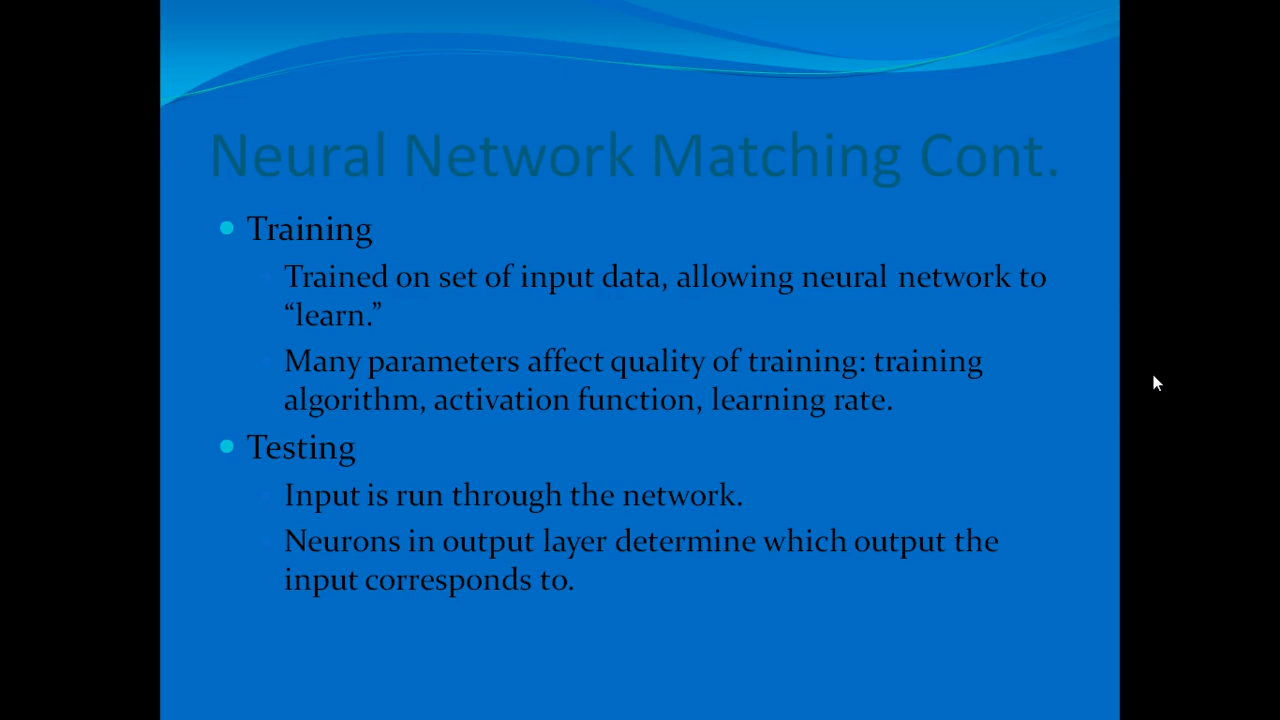 Neural Network Matching Cont.
Training
Trained on set of input data, allowing neural network to
“learn.”
Many parameters affect quality of training: training
algorithm, activation function, learning rate.
Testing
Input is run through the network.
Neurons in output layer determine which output the
input corresponds to.